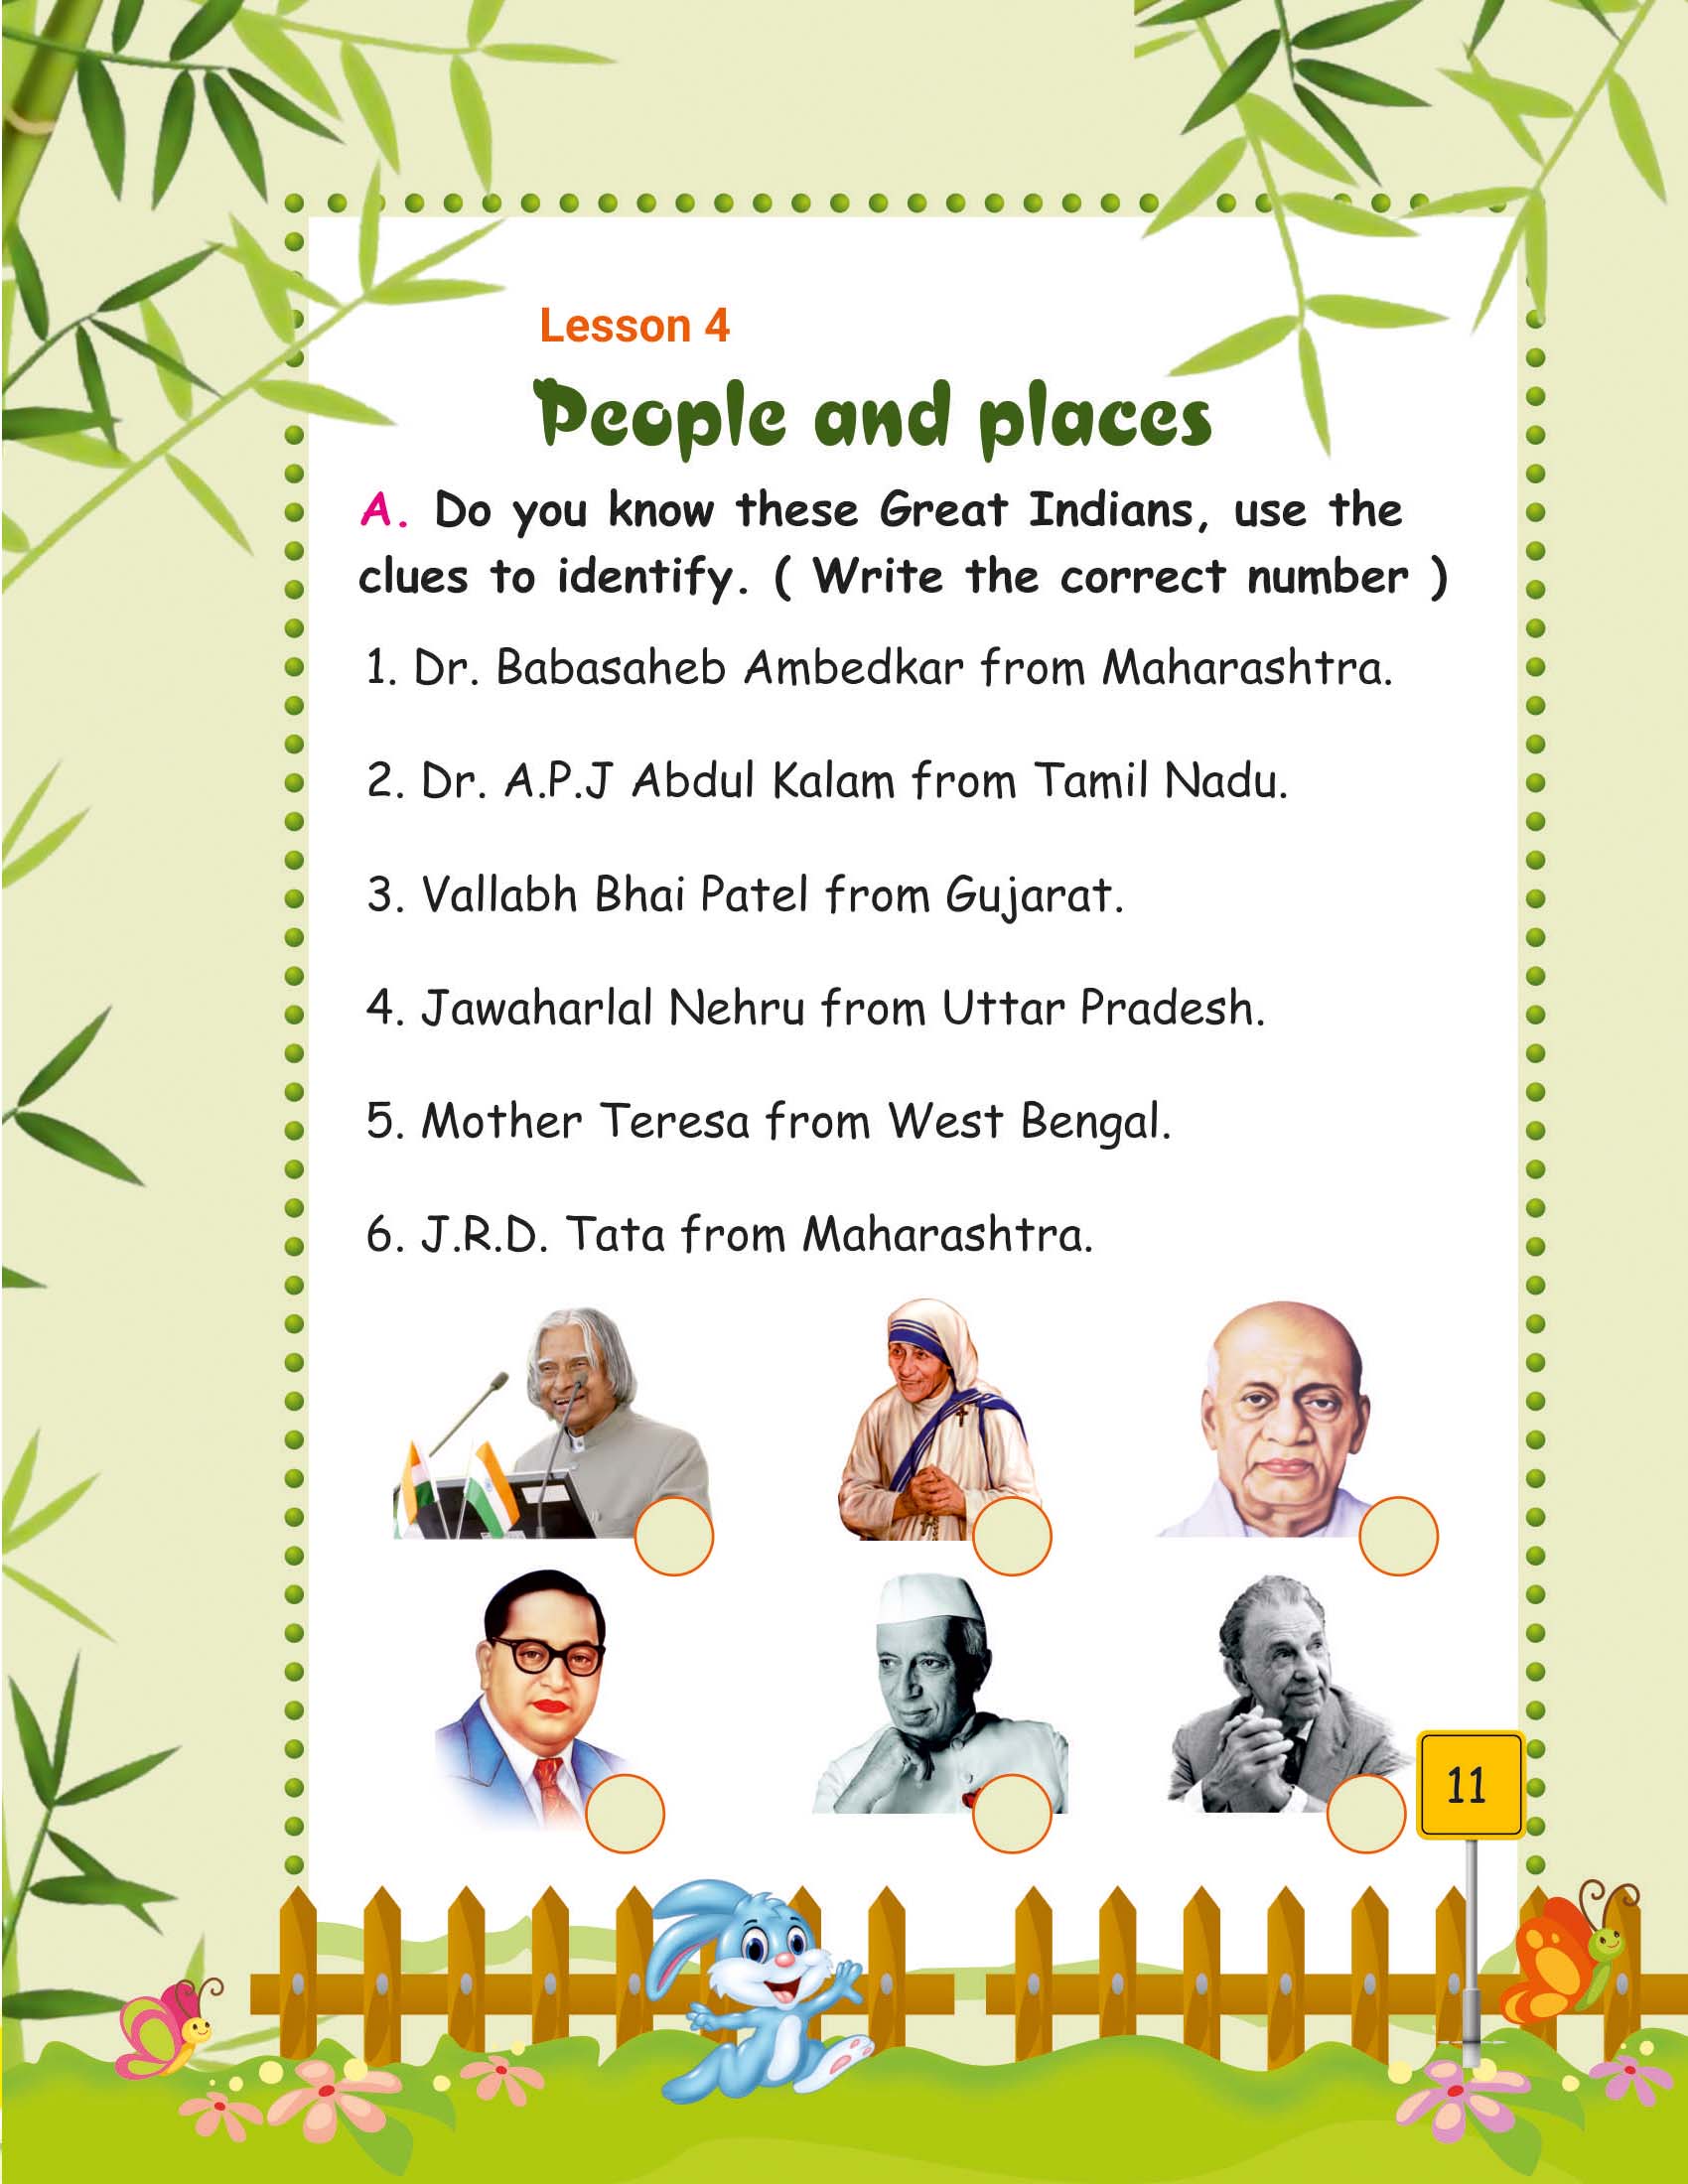 Lesson 4
People and places
A. Do you know these Great Indians, use the
clues to identify. ( Write the correct number )
1. Dr. Babasaheb Ambedkar from Maharashtra.
2. Dr. A.P.J Abdul Kalam from Tamil Nadu.
3. Vallabh Bhai Patel from Gujarat.
4. Jawaharlal Nehru from Uttar Pradesh.
5. Mother Teresa from West Bengal.
6. J.R.D. Tata from Maharashtra.
11